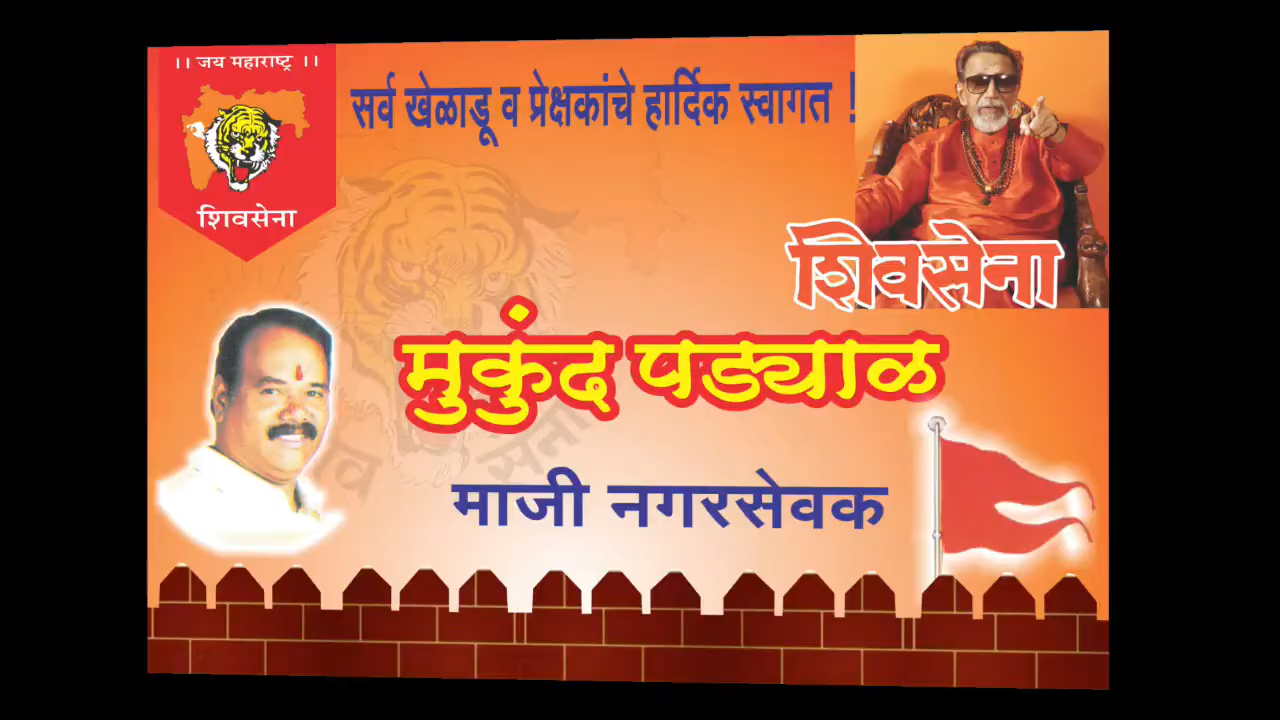 ।। जय महाराष्ट्र ।।
सर्व खेळाडू व प्रेक्षकांचे हार्दिक स्वागत !
शिवसेना
शिवसेना
मुकुंद पड्याळ
शिव सेना
माजी नगरसेवक